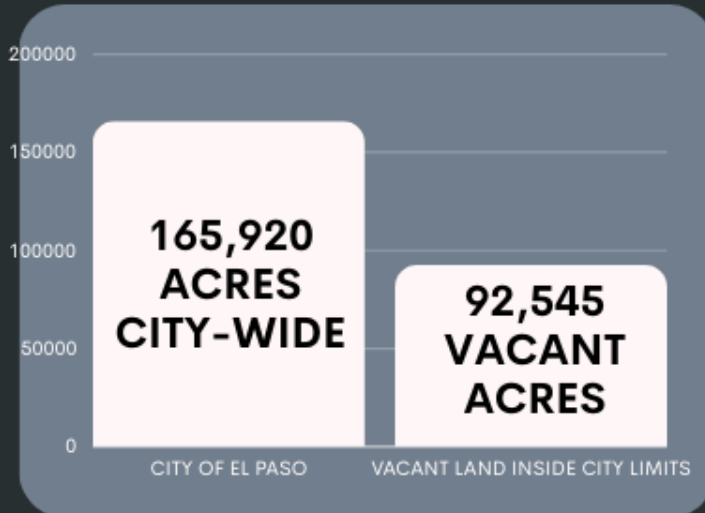 200000
150000
100000
50000
0
165,920
ACRES
CITY-WIDE
92,545
VACANT
ACRES
CITY OF EL PASO
VACANT LAND INSIDE CITY LIMITS